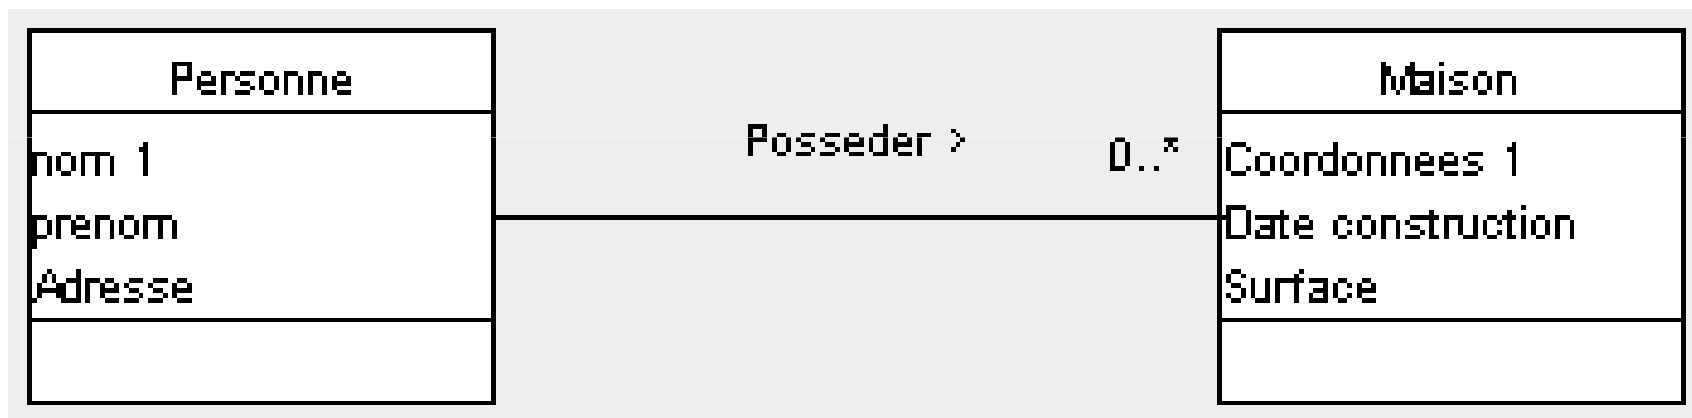 Personne
nom 1
prenom
Adresse
Posseder >
0..*
Maison
Coordonnees 1
Date construction
Surface